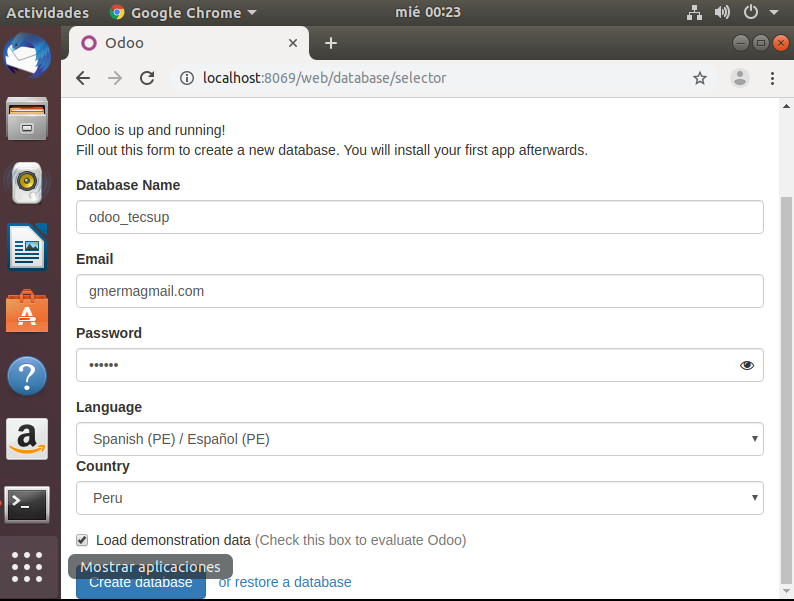 Actividades Google Chrome mié 00:23
Odoo
localhost:8069/web/database/selector
Odoo is up and running!
Fill out this form to create a new database. You will install your first app afterwards.
Database Name
odoo_tecsup
Email
gmermagmail.com
Password
••••••
Language
Spanish (PE) / Español (PE)
Country
Peru
Load demonstration data (Check this box to evaluate Odoo)
Mostrar aplicaciones
Create database or restore a database